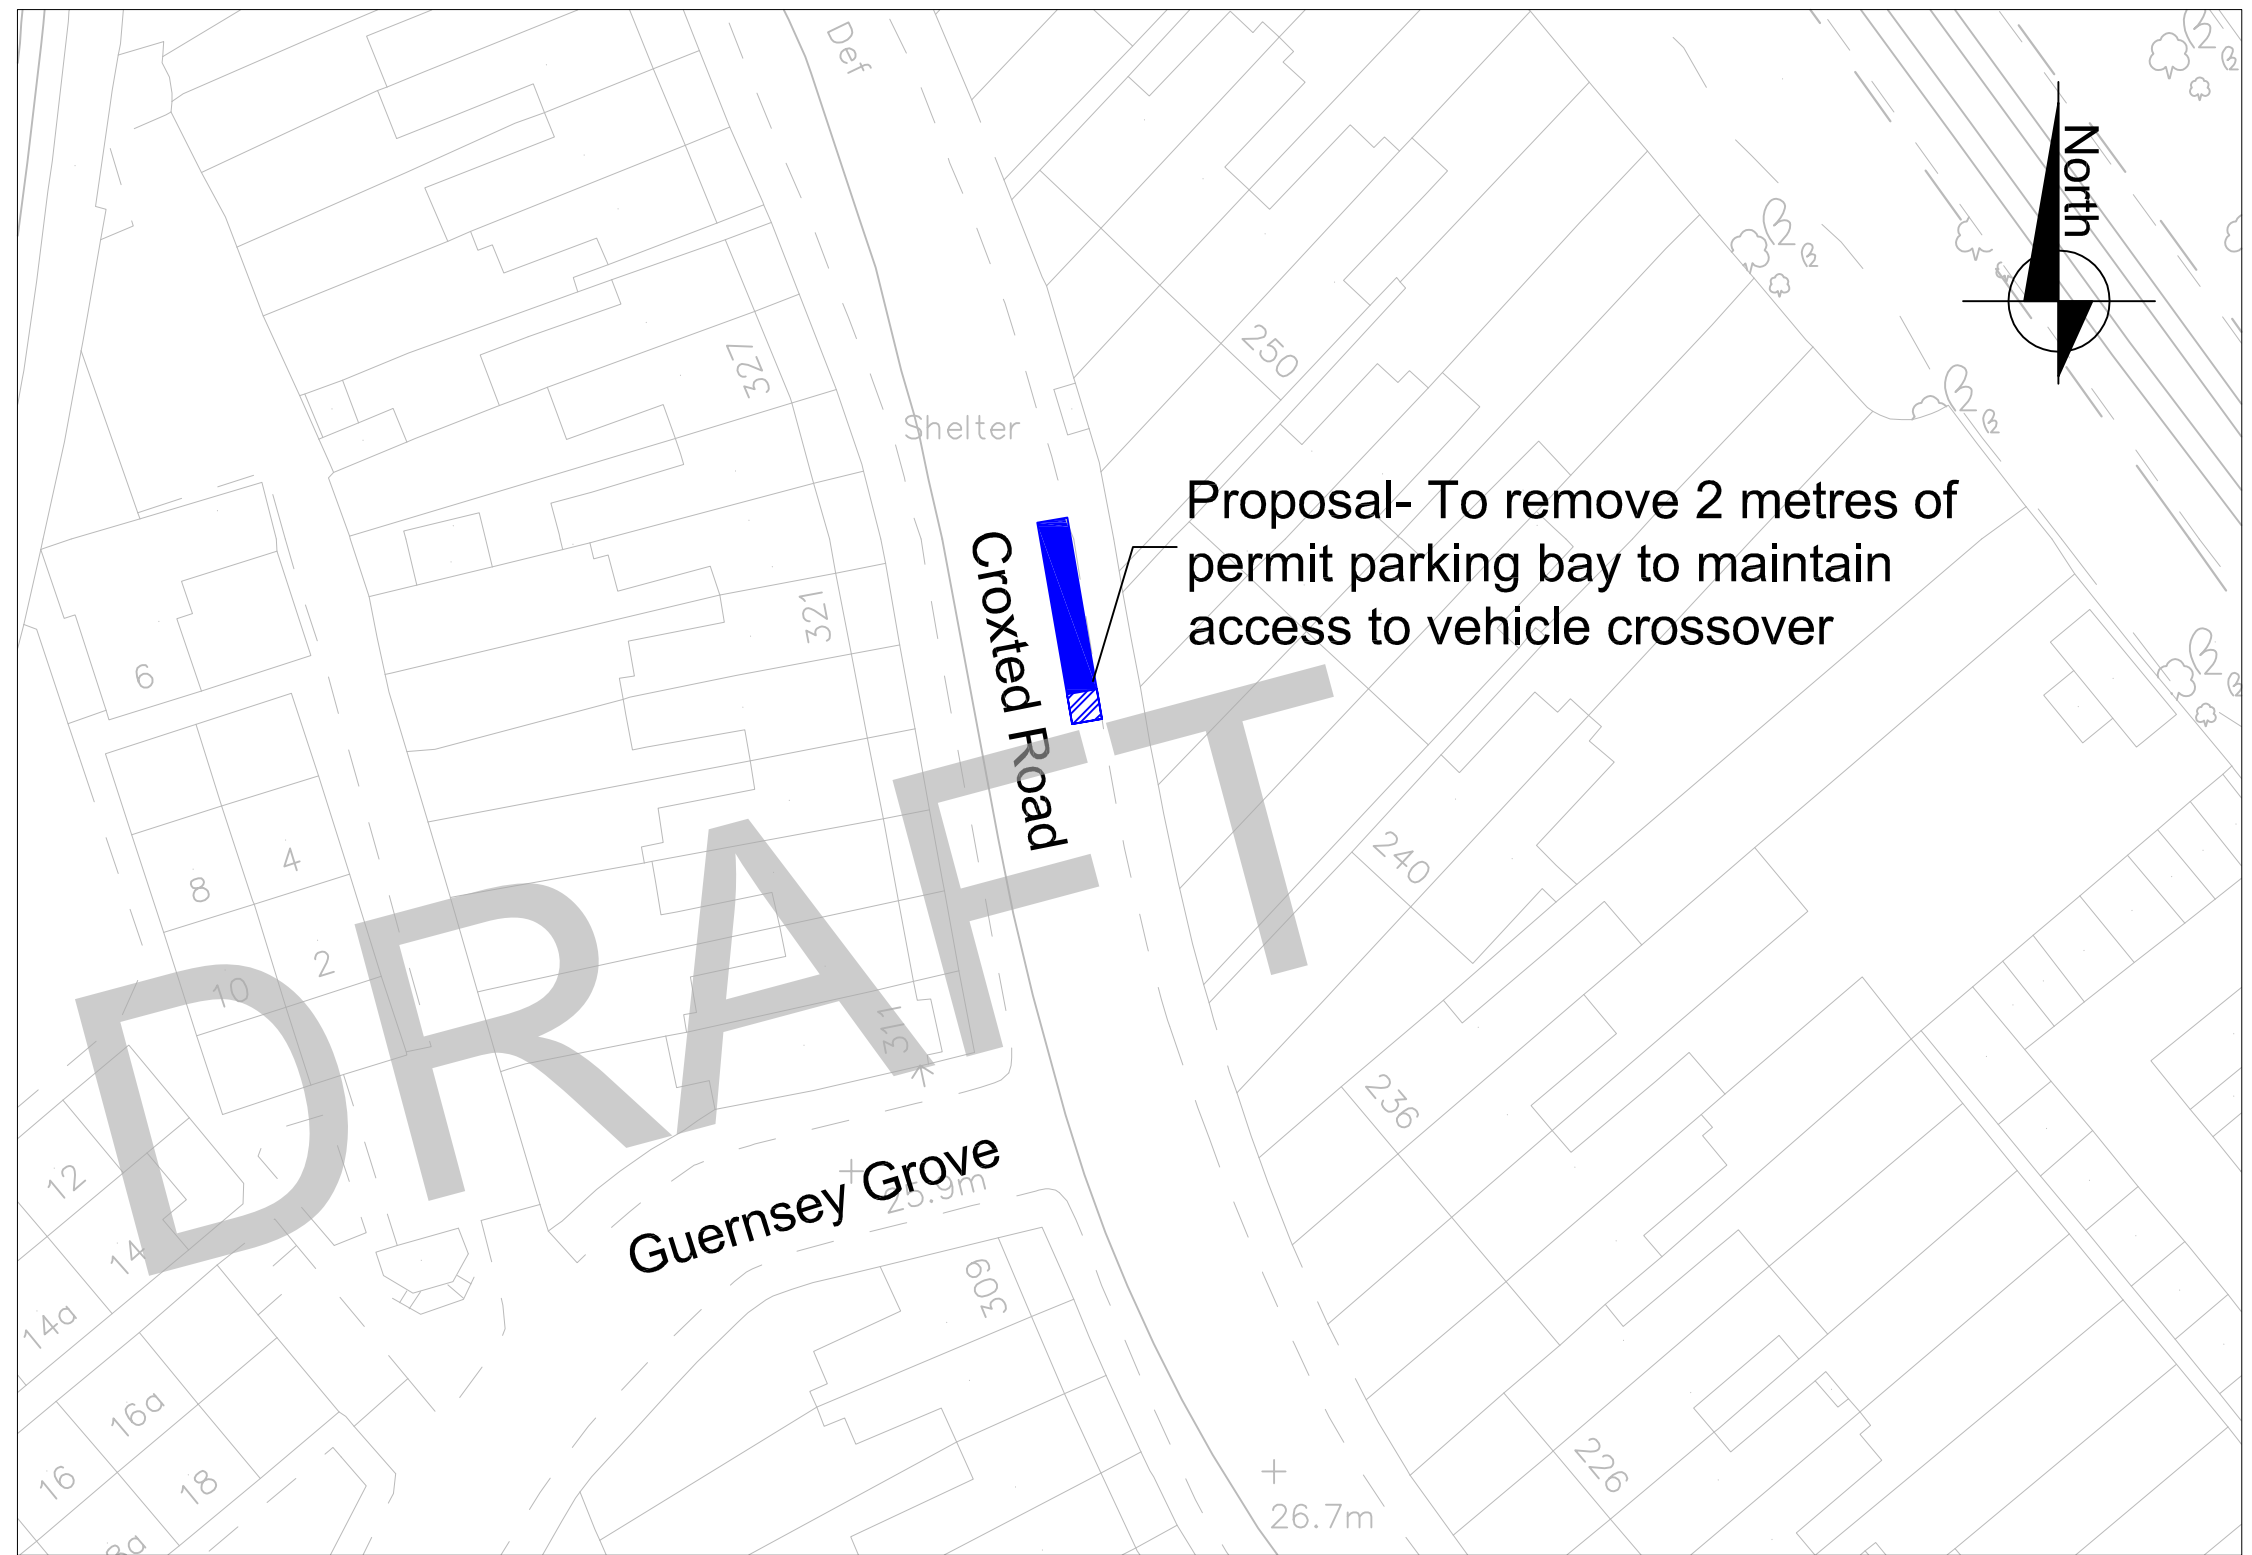 Def
North
327
250
Shelter
Proposal- To remove 2 metres of
permit parking bay to maintain
access to vehicle crossover
Croxted Road
321
6
DRAFT
240
4
8
2
10
311
236
12
Guernsey Grove
25.9m
14
309
14a
16a
226
16
18
26.7m